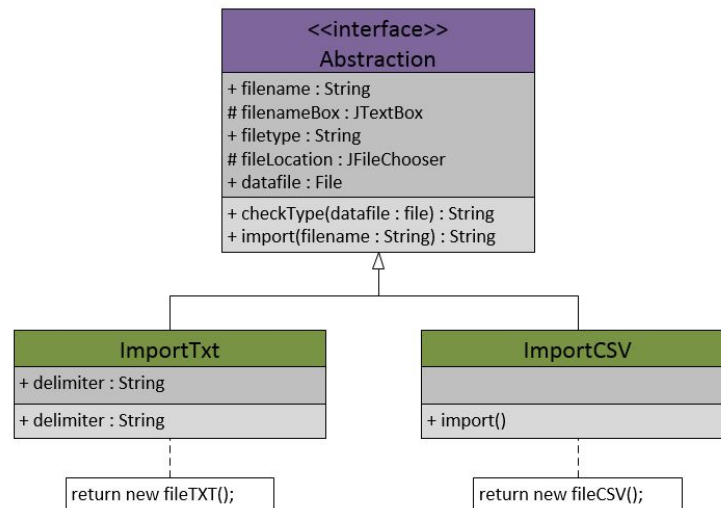 <<interface>>
Abstraction
+ filename : String
# filenameBox : JTextBox
+ filetype : String
# fileLocation : JFileChooser
+ datafile : File
+ checkType(datafile : file) : String
+ import(filename : String) : String
ImportTxt
+ delimiter : String
+ delimiter : String
return new fileTXT();
ImportCSV
+ import()
return new fileCSV();